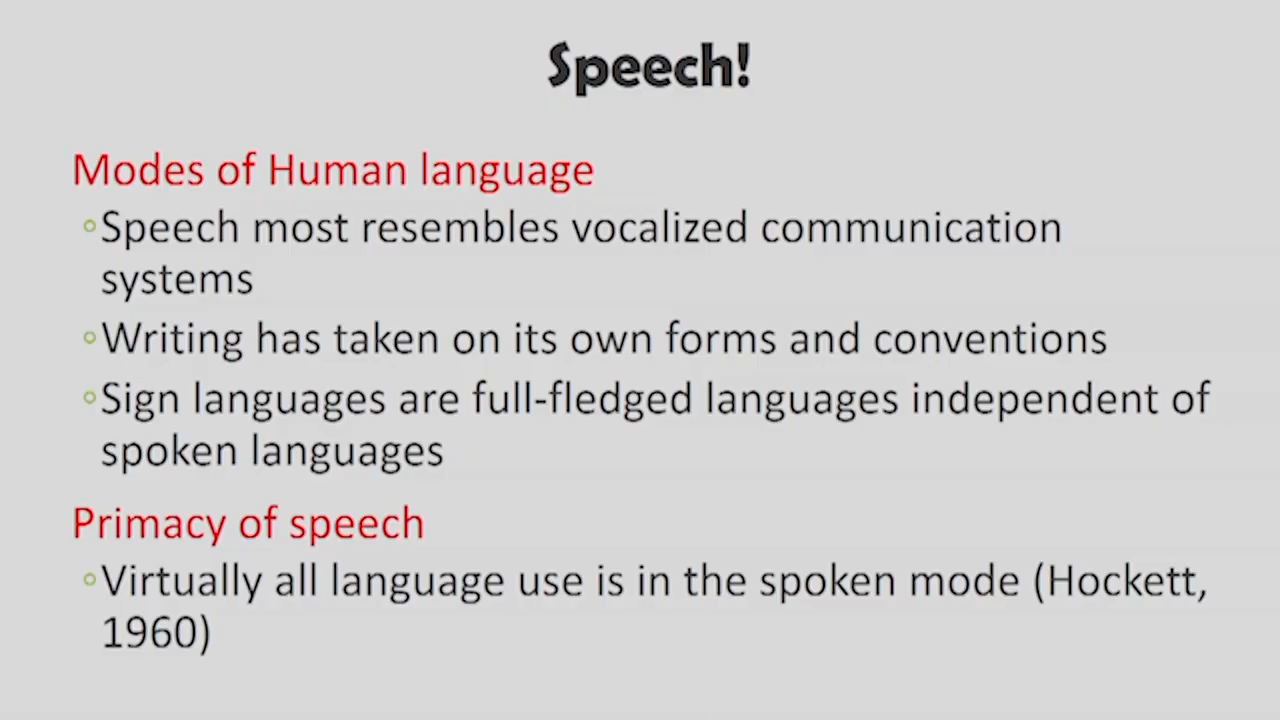 Speech!
Modes of Human language
◦Speech most resembles vocalized communication
systems
◦Writing has taken on its own forms and conventions
◦Sign languages are full-fledged languages independent of
spoken languages
Primacy of speech
◦Virtually all language use is in the spoken mode (Hockett,
1960)